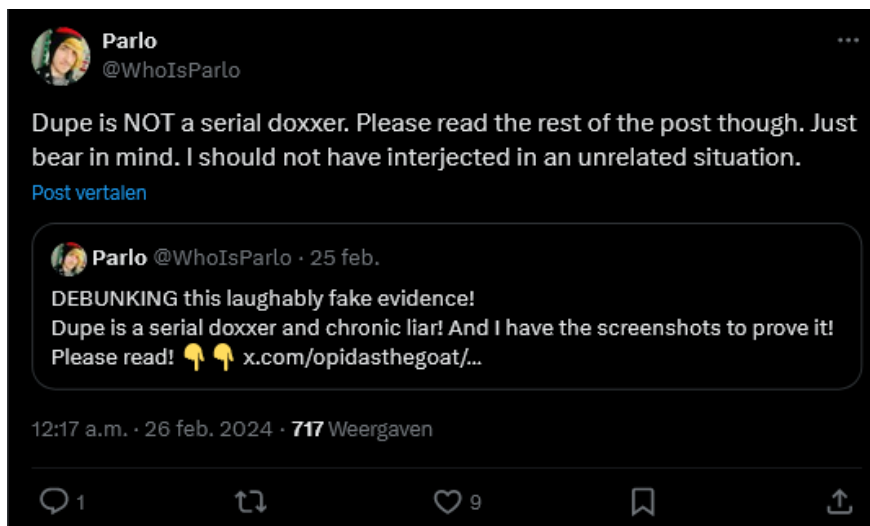 Parlo
@WhoIsParlo
Dupe is NOT a serial doxxer. Please read the rest of the post though. Just
bear in mind. I should not have interjected in an unrelated situation.
Post vertalen
Parlo @WhoIsParlo · 25 feb.
DEBUNKING this laughably fake evidence!
Dupe is a serial doxxer and chronic liar! And I have the screenshots to prove it!
Please read! 👇👇 x.com/opidasthegoat/...
12:17 a.m. · 26 feb. 2024 · 717 Weergaven
1 9